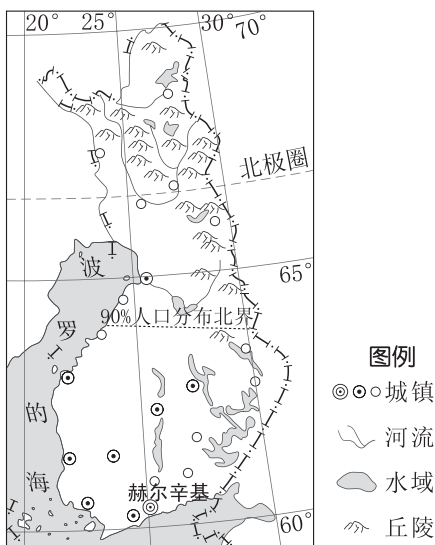 20° 25° 30° 70°
北极圈
65°
波
罗
的
海
90%人口分布北界
赫尔辛基
60°
图例
城镇
河流
水域
丘陵